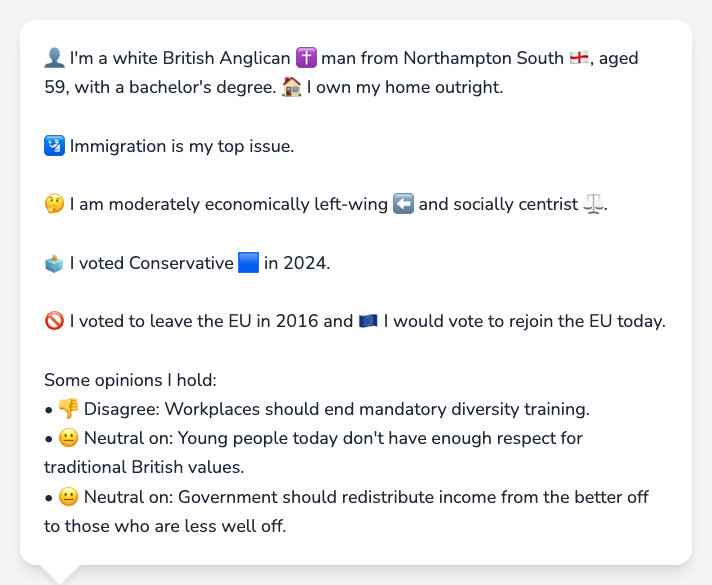 👤 I'm a white British Anglican ✝️ man from Northampton South 🏴󠁧󠁢󠁥󠁮󠁧󠁿, aged
59, with a bachelor's degree. 🏠 I own my home outright.
🛂 Immigration is my top issue.
🤔 I am moderately economically left-wing ⬅️ and socially centrist ⚖️.
🗳️ I voted Conservative 🟦 in 2024.
🚫 I voted to leave the EU in 2016 and 🇪🇺 I would vote to rejoin the EU today.
Some opinions I hold:
• 👎 Disagree: Workplaces should end mandatory diversity training.
• 😐 Neutral on: Young people today don't have enough respect for
traditional British values.
• 😐 Neutral on: Government should redistribute income from the better off
to those who are less well off.